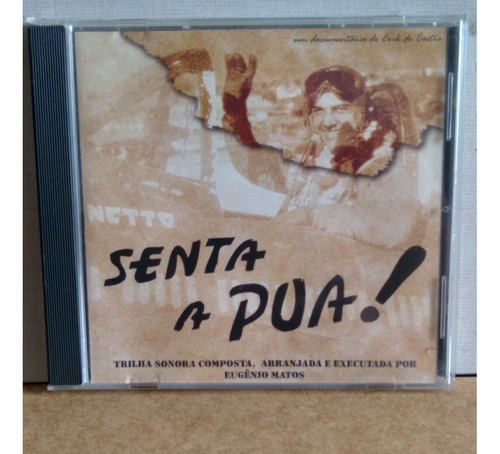 um documentário de Erik de Castro
NETTO
SENTA
A PUA!
TRILHA SONORA COMPOSTA, ARRANJADA E EXECUTADA POR
EUGÊNIO MATOS